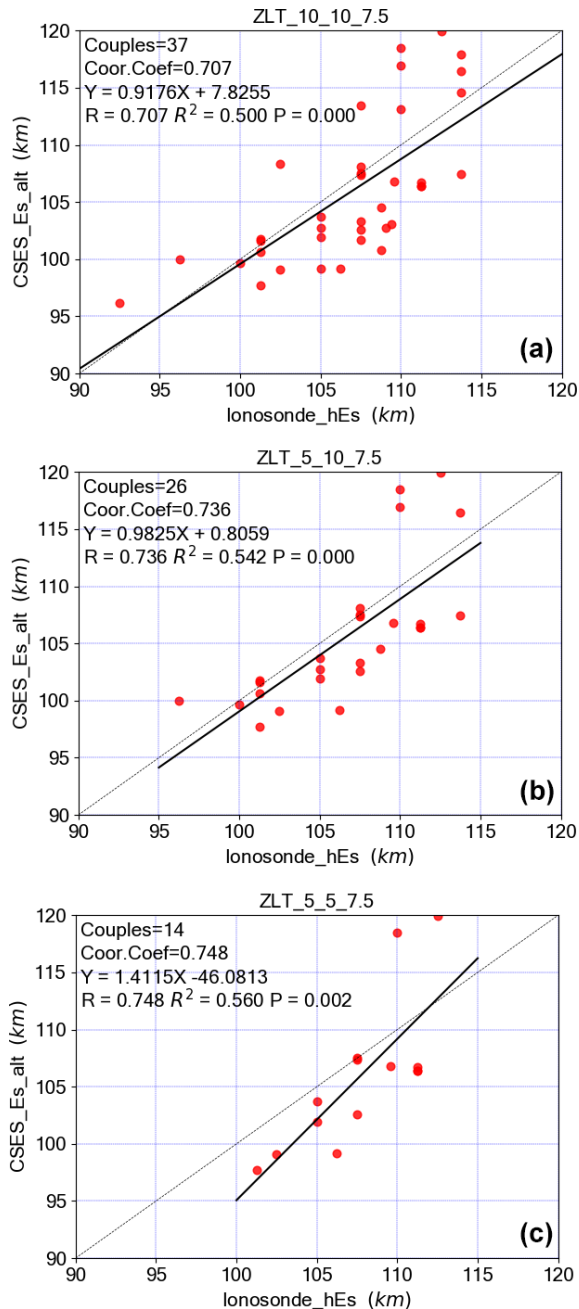 ZLT_10_10_7.5
Couples=37
Coor.Coef=0.707
Y = 0.9176X + 7.8255
R = 0.707 R² = 0.500 P = 0.000
120
115
110
105
100
95
90
CSES_Es_alt (km)
(a)
90 95 100 105 110 115 120
Ionosonde_hEs (km)
ZLT_5_10_7.5
Couples=26
Coor.Coef=0.736
Y = 0.9825X + 0.8059
R = 0.736 R² = 0.542 P = 0.000
120
115
110
105
100
95
90
CSES_Es_alt (km)
(b)
90 95 100 105 110 115 120
Ionosonde_hEs (km)
ZLT_5_5_7.5
Couples=14
Coor.Coef=0.748
Y = 1.4115X -46.0813
R = 0.748 R² = 0.560 P = 0.002
120
115
110
105
100
95
90
CSES_Es_alt (km)
(c)
90 95 100 105 110 115 120
Ionosonde_hEs (km)